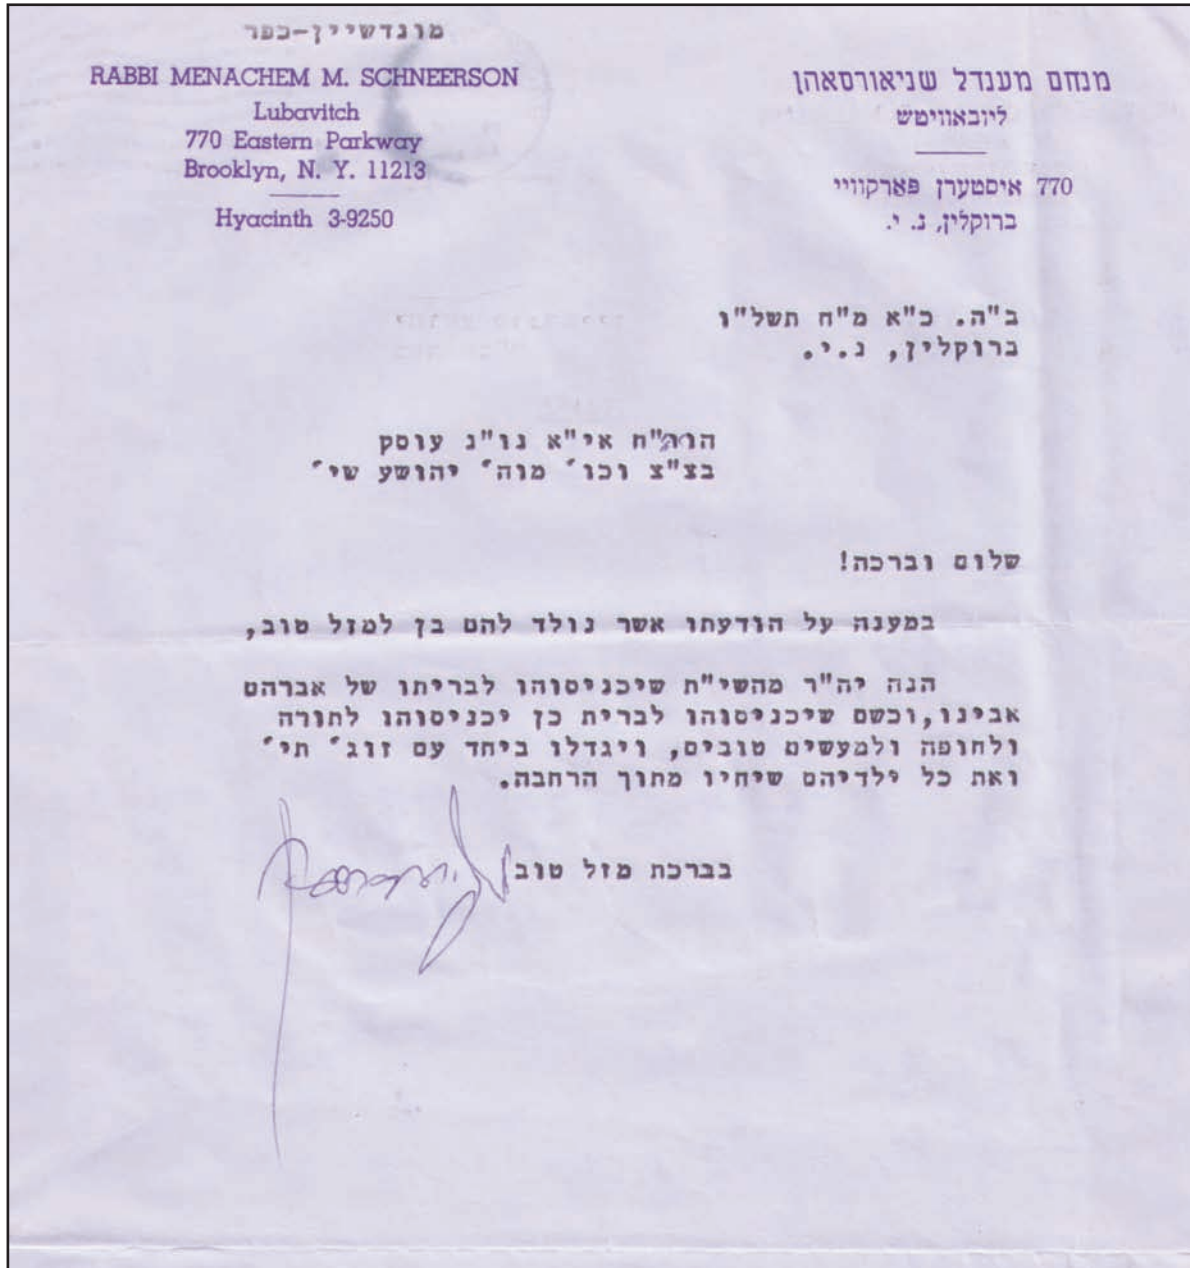 מונדשיין-כפר
RABBI MENACHEM M. SCHNEERSON
Lubavitch
770 Eastern Parkway
Brooklyn, N. Y. 11213
Hyacinth 3-9250
מנחם מענדל שניאורסאהן
ליובאוויטש
770 איסטערן פארקוויי
ברוקלין, נ. י.
ב"ה. כ"א מ"ח תשל"ו
ברוקלין, נ.י.
הוו"ח אי"א נו"נ עוסק
בצ"צ וכו' מוה' יהושע שי'
שלום וברכה!
במענה על הודעתו אשר נולד להם בן למזל טוב,
הנה יה"ר מהשי"ת שיכניסוהו לבריתו של אברהם
אבינו,וכשם שיכניסוהו לברית כן יכניסוהו לתורה
ולחופה ולמעשים טובים, ויגדלו ביחד עם זוג' תי'
ואת כל ילדיהם שיחיו מתוך הרחבה.
בברכת מזל טוב